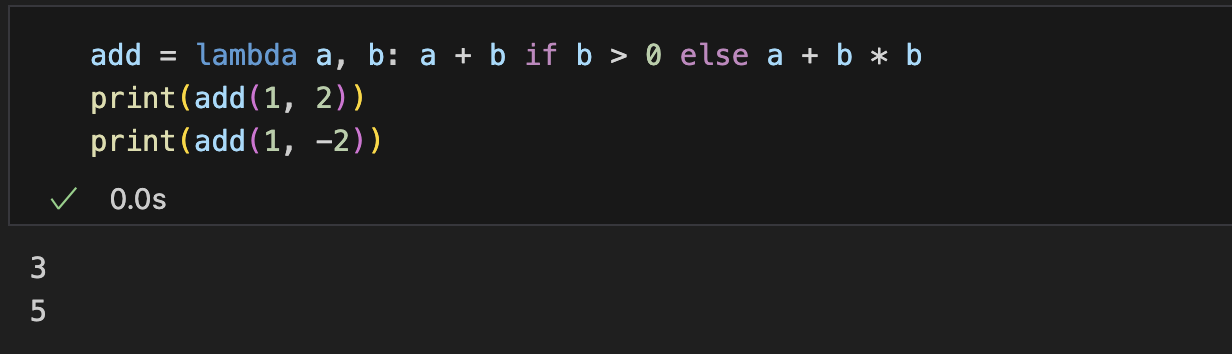 add = lambda a, b: a + b if b > 0 else a + b * b
print(add(1, 2))
print(add(1, -2))
0.0s
3
5